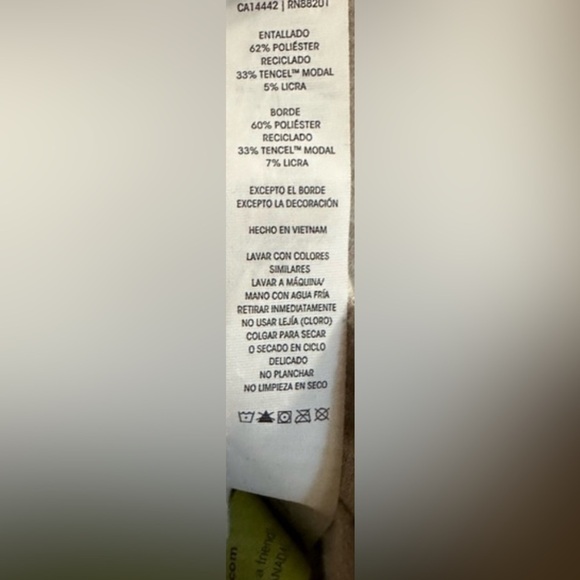 CA14442 | RNB8201
ENTALLADO
62% POLIÉSTER
RECICLADO
33% TENCEL™ MODAL
5% LICRA
BORDE
60% POLIÉSTER
RECICLADO
33% TENCEL™ MODAL
7% LICRA
EXCEPTO EL BORDE
EXCEPTO LA DECORACIÓN
HECHO EN VIETNAM
LAVAR CON COLORES
SIMILARES
LAVAR A MÁQUINA/
MANO CON AGUA FRÍA
RETIRAR INMEDIATAMENTE
NO USAR LEJÍA (CLORO)
COLGAR PARA SECAR
O SECADO EN CICLO
DELICADO
NO PLANCHAR
NO LIMPIEZA EN SECO
.com
a friend